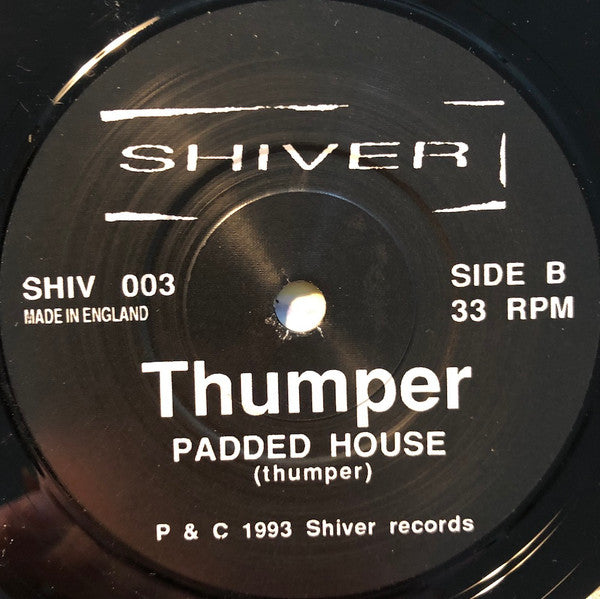 SHIVER
SHIV 003
MADE IN ENGLAND
SIDE B
33 RPM
Thumper
PADDED HOUSE
(thumper)
P & C 1993 Shiver records